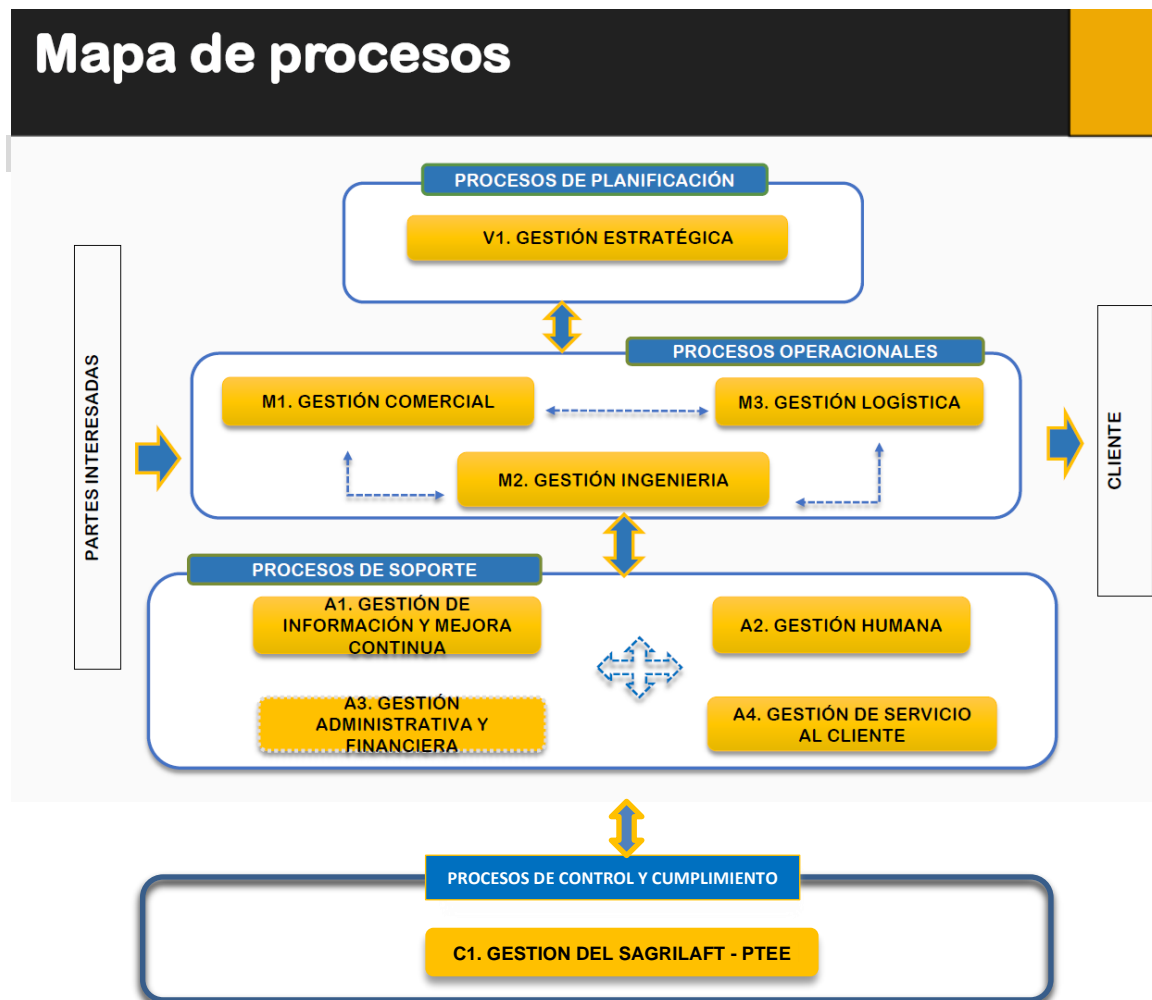 Mapa de procesos
PROCESOS DE PLANIFICACIÓN
V1. GESTIÓN ESTRATÉGICA
PARTES INTERESADAS
PROCESOS OPERACIONALES
M1. GESTIÓN COMERCIAL
M3. GESTIÓN LOGÍSTICA
M2. GESTIÓN INGENIERIA
CLIENTE
PROCESOS DE SOPORTE
A1. GESTIÓN DE
INFORMACIÓN Y MEJORA
CONTINUA
A2. GESTIÓN HUMANA
A3. GESTIÓN
ADMINISTRATIVA Y
FINANCIERA
A4. GESTIÓN DE SERVICIO
AL CLIENTE
PROCESOS DE CONTROL Y CUMPLIMIENTO
C1. GESTION DEL SAGRILAFT - PTEE